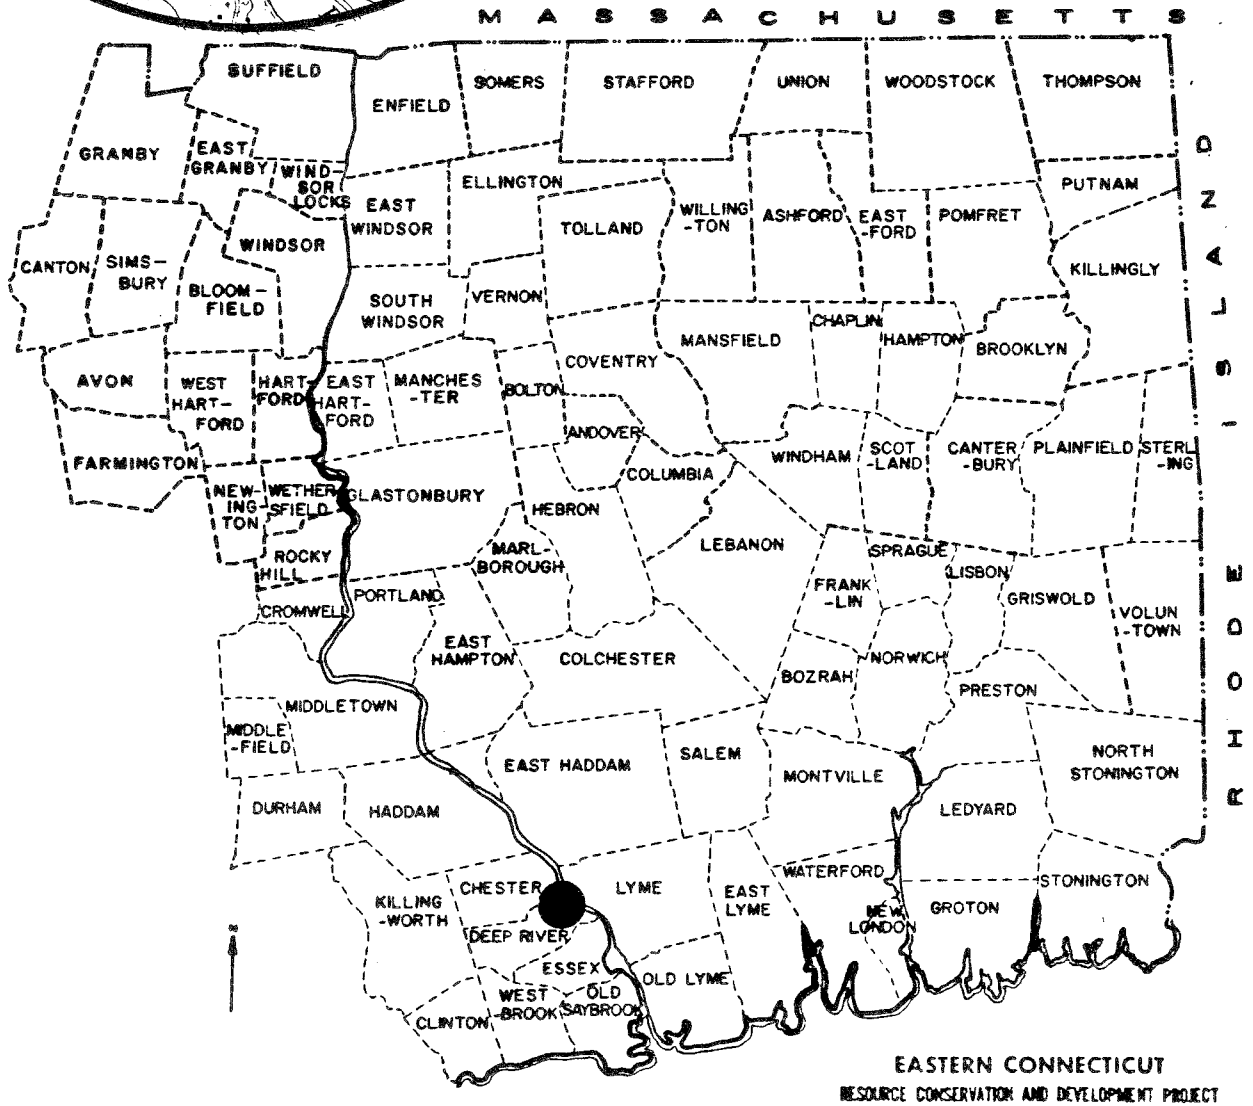 MASSACHUSETTS
SUFFIELD
ENFIELD
SOMERS
STAFFORD
UNION
WOODSTOCK
THOMPSON
GRANBY
EAST
GRANBY
WIND-
SOR
LOCKS
EAST
WINDSOR
ELLINGTON
TOLLAND
WILLING
-TON
ASHFORD
EAST
-FORD
POMFRET
PUTNAM
KILLINGLY
CANTON
SIMS-
BURY
BLOOM-
FIELD
WINDSOR
SOUTH
WINDSOR
VERNON
COVENTRY
MANSFIELD
CHAPLIN
HAMPTON
BROOKLYN
AVON
WEST
HART-
FORD
HART-
FORD
EAST
HART-
FORD
MANCHES
-TER
BOLTON
ANDOVER
COLUMBIA
WINDHAM
SCOT
-LAND
CANTER
-BURY
PLAINFIELD
STERL
-ING
FARMINGTON
NEW-
ING-
TON
WETHER
SFIELD
GLASTONBURY
HEBRON
LEBANON
ROCKY
HILL
MARL-
BOROUGH
SPRAGUE
LISBON
FRANK
-LIN
GRISWOLD
VOLUN
-TOWN
CROMWELL
PORTLAND
EAST
HAMPTON
COLCHESTER
BOZRAH
NORWICH
PRESTON
MIDDLETOWN
MIDDLE
-FIELD
EAST HADDAM
SALEM
MONTVILLE
NORTH
STONINGTON
LEDYARD
DURHAM
HADDAM
KILLING
-WORTH
CHESTER
LYME
EAST
LYME
WATERFORD
NEW
LONDON
GROTON
STONINGTON
DEEP RIVER
ESSEX
OLD LYME
CLINTON
WEST
-BROOK
OLD
SAYBROOK
RHODE ISLAND
EASTERN CONNECTICUT
RESOURCE CONSERVATION AND DEVELOPMENT PROJECT